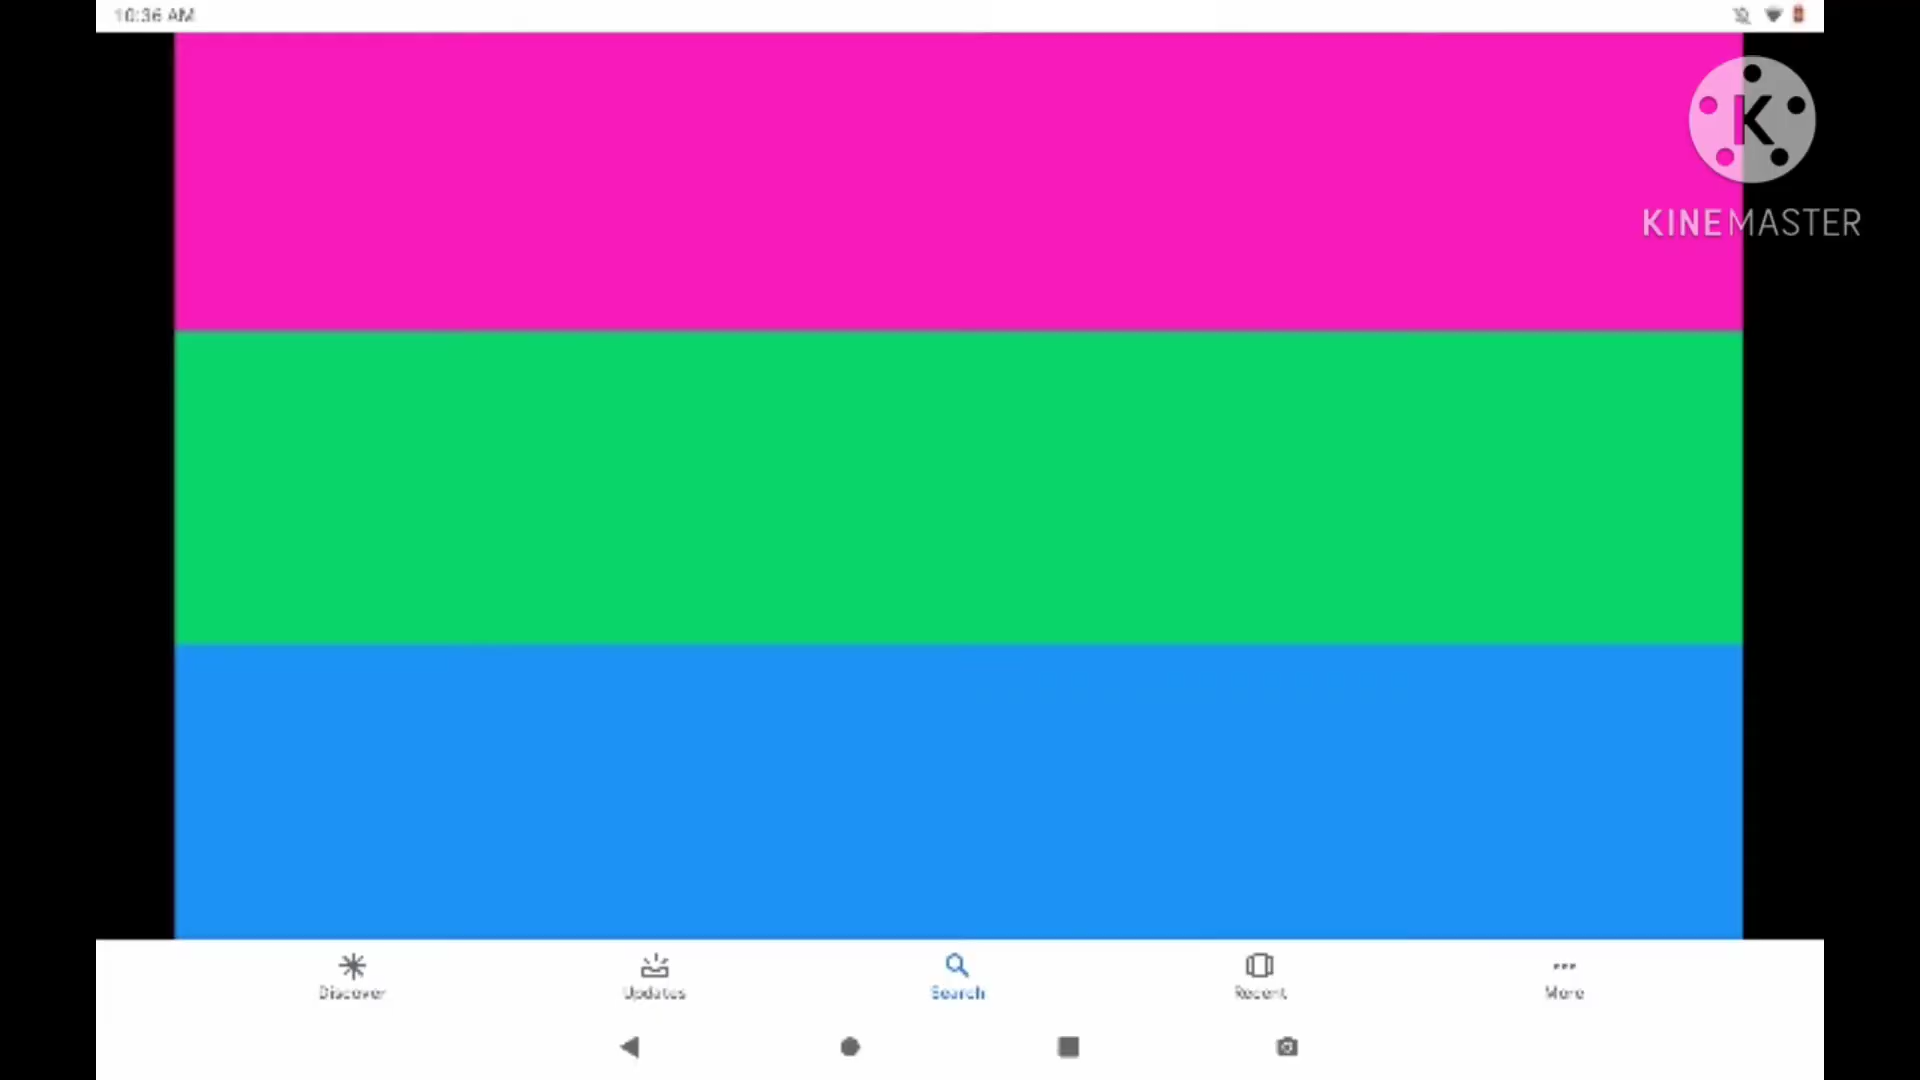 10:36 AM
K
KINEMASTER
Discover
Updates
Search
Recent
More